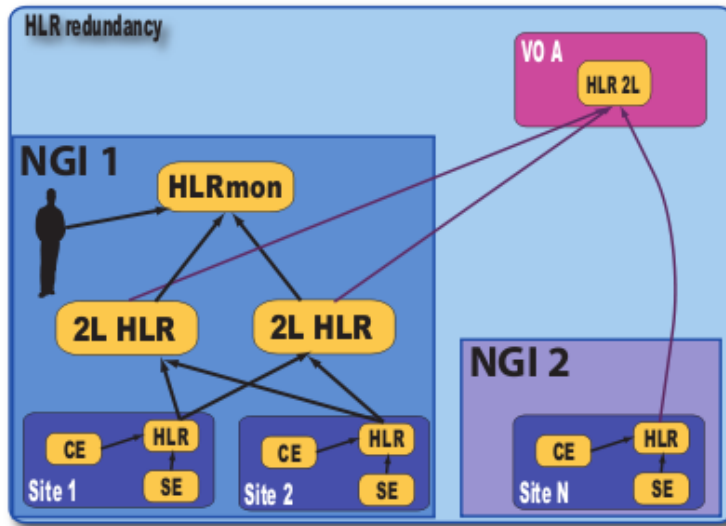 HLR redundancy
VO A
HLR 2L
NGI 1
HLRmon
2L HLR
2L HLR
NGI 2
CE
HLR
SE
Site 1
CE
HLR
SE
Site 2
CE
HLR
SE
Site N